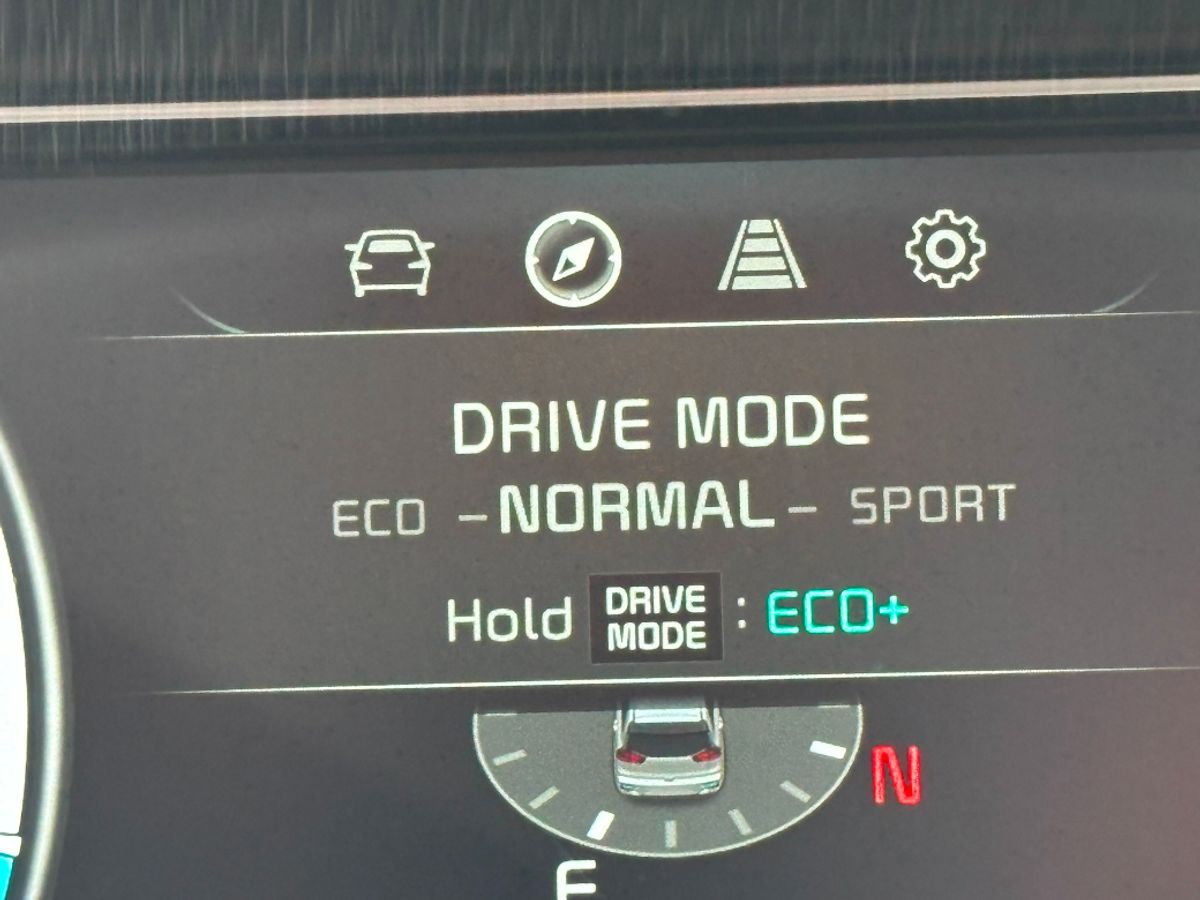 DRIVE MODE
ECO – NORMAL – SPORT
Hold DRIVE MODE : ECO+
N
E